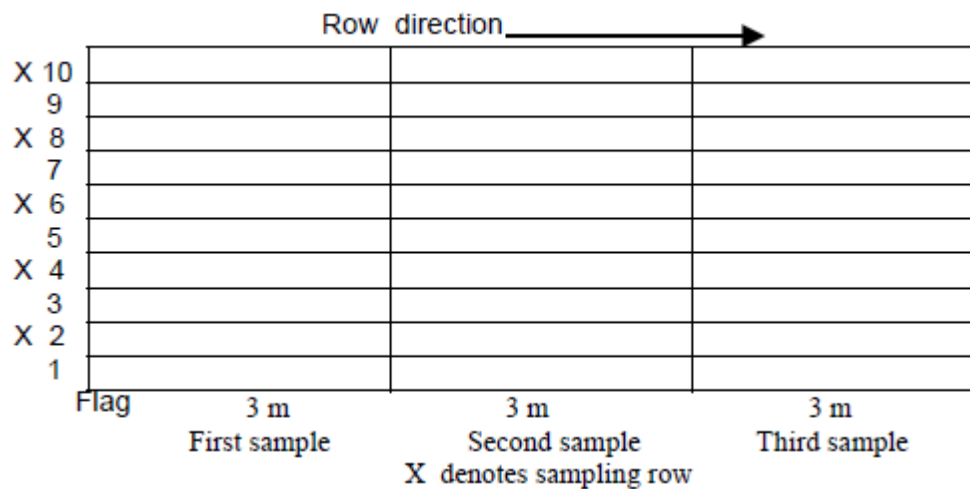 Row direction
X 10
9
X 8
7
X 6
5
X 4
3
X 2
1
Flag
3 m 3 m 3 m
First sample Second sample Third sample
X denotes sampling row